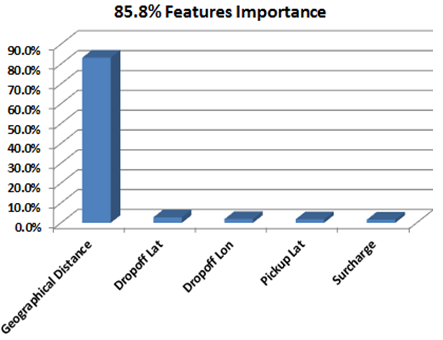 85.8% Features Importance
90.0%
80.0%
70.0%
60.0%
50.0%
40.0%
30.0%
20.0%
10.0%
0.0%
Geographical Distance
Dropoff Lat
Dropoff Lon
Pickup Lat
Surcharge